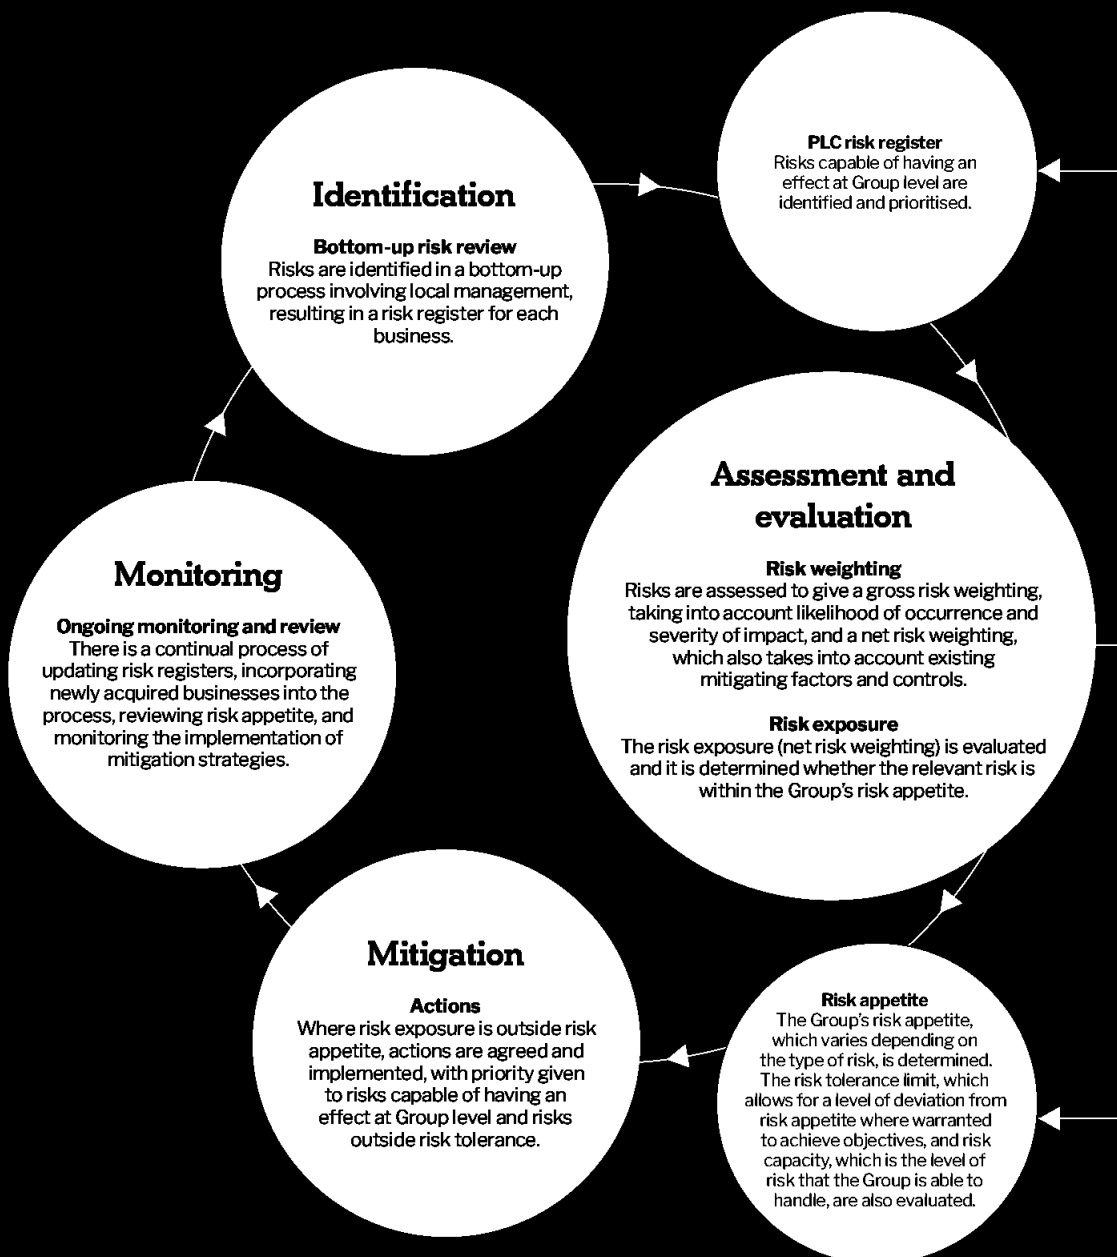 Identification
Bottom-up risk review
Risks are identified in a bottom-up
process involving local management,
resulting in a risk register for each
business.
PLC risk register
Risks capable of having an
effect at Group level are
identified and prioritised.
Assessment and
evaluation
Risk weighting
Risks are assessed to give a gross risk weighting,
taking into account likelihood of occurrence and
severity of impact, and a net risk weighting,
which also takes into account existing
mitigating factors and controls.
Risk exposure
The risk exposure (net risk weighting) is evaluated
and it is determined whether the relevant risk is
within the Group's risk appetite.
Risk appetite
The Group's risk appetite,
which varies depending on
the type of risk, is determined.
The risk tolerance limit, which
allows for a level of deviation from
risk appetite where warranted
to achieve objectives, and risk
capacity, which is the level of
risk that the Group is able to
handle, are also evaluated.
Mitigation
Actions
Where risk exposure is outside risk
appetite, actions are agreed and
implemented, with priority given
to risks capable of having an
effect at Group level and risks
outside risk tolerance.
Monitoring
Ongoing monitoring and review
There is a continual process of
updating risk registers, incorporating
newly acquired businesses into the
process, reviewing risk appetite, and
monitoring the implementation of
mitigation strategies.